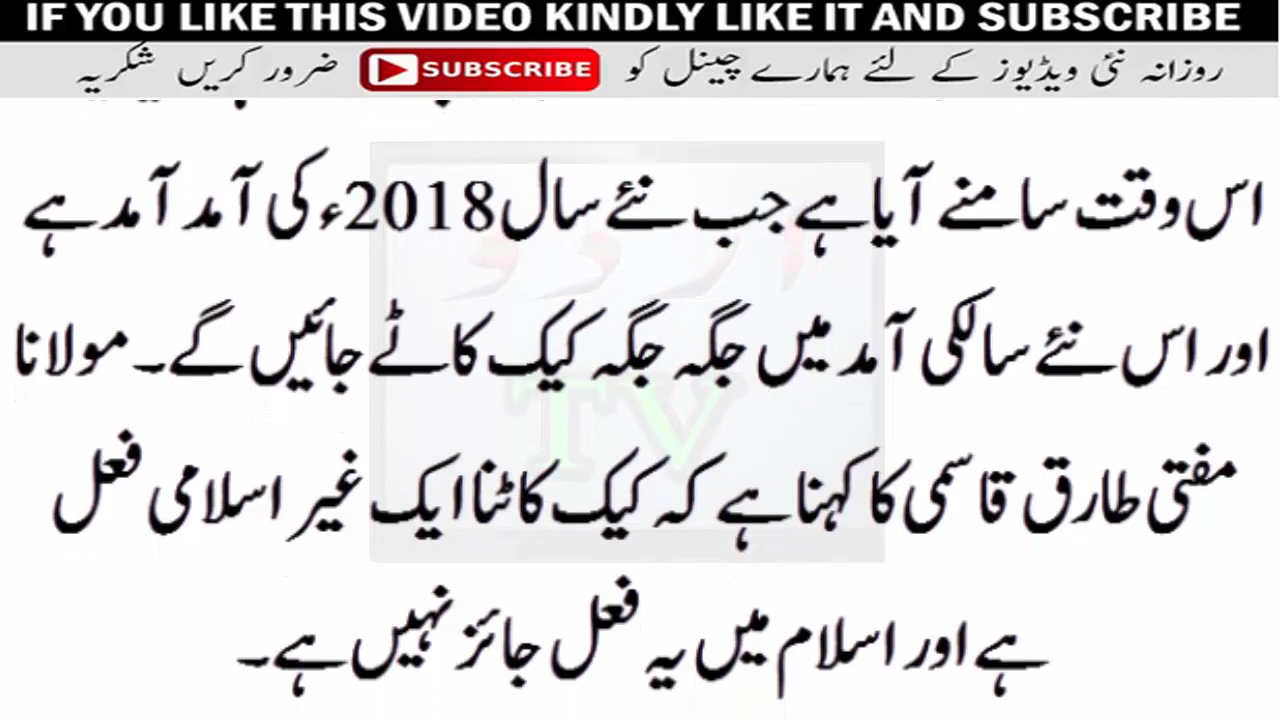 IF YOU LIKE THIS VIDEO KINDLY LIKE IT AND SUBSCRIBE
روزانہ نئی ویڈیوز کے لئے ہمارے چینل کو SUBSCRIBE ضرور کریں شکریہ
اس وقت سامنے آیا ہے جب نئے سال 2018ء کی آمد آمد ہے
اور اس نئے سالکی آمد میں جگہ جگہ کیک کاٹے جائیں گے۔ مولانا
مفتی طارق قاسمی کا کہنا ہے کہ کیک کاٹنا ایک غیر اسلامی فعل
ہے اور اسلام میں یہ فعل جائز نہیں ہے۔
اردو
TV